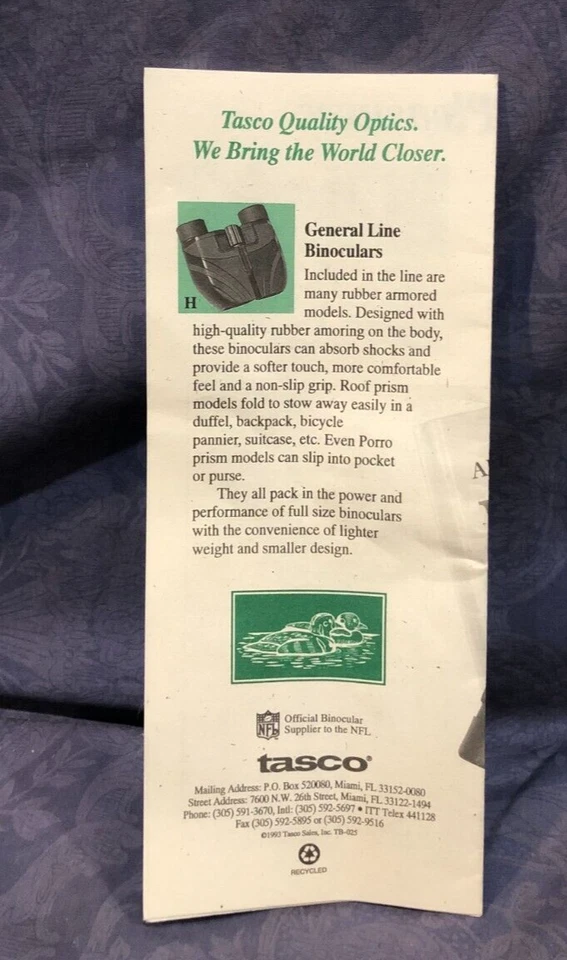 Tasco Quality Optics.
We Bring the World Closer.
H
General Line
Binoculars
Included in the line are
many rubber armored
models. Designed with
high-quality rubber amoring on the body,
these binoculars can absorb shocks and
provide a softer touch, more comfortable
feel and a non-slip grip. Roof prism
models fold to stow away easily in a
duffel, backpack, bicycle
pannier, suitcase, etc. Even Porro
prism models can slip into pocket
or purse.
They all pack in the power and
performance of full size binoculars
with the convenience of lighter
weight and smaller design.
NFL
Official Binocular
Supplier to the NFL
tasco®
Mailing Address: P.O. Box 520080, Miami, FL 33152-0080
Street Address: 7600 N.W. 26th Street, Miami, FL 33122-1494
Phone: (305) 591-3670, Intl: (305) 592-5697 • ITT Telex 441128
Fax (305) 592-5895 or (305) 592-9516
©1993 Tasco Sales, Inc. TB-025
RECYCLED